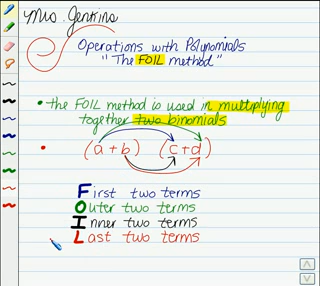 Mrs. Jenkins
Operations with Polynomials
"The FOIL method"
• the FOIL method is used in multiplying
together two binomials
• (a + b) (c + d)
First two terms
Outer two terms
Inner two terms
Last two terms